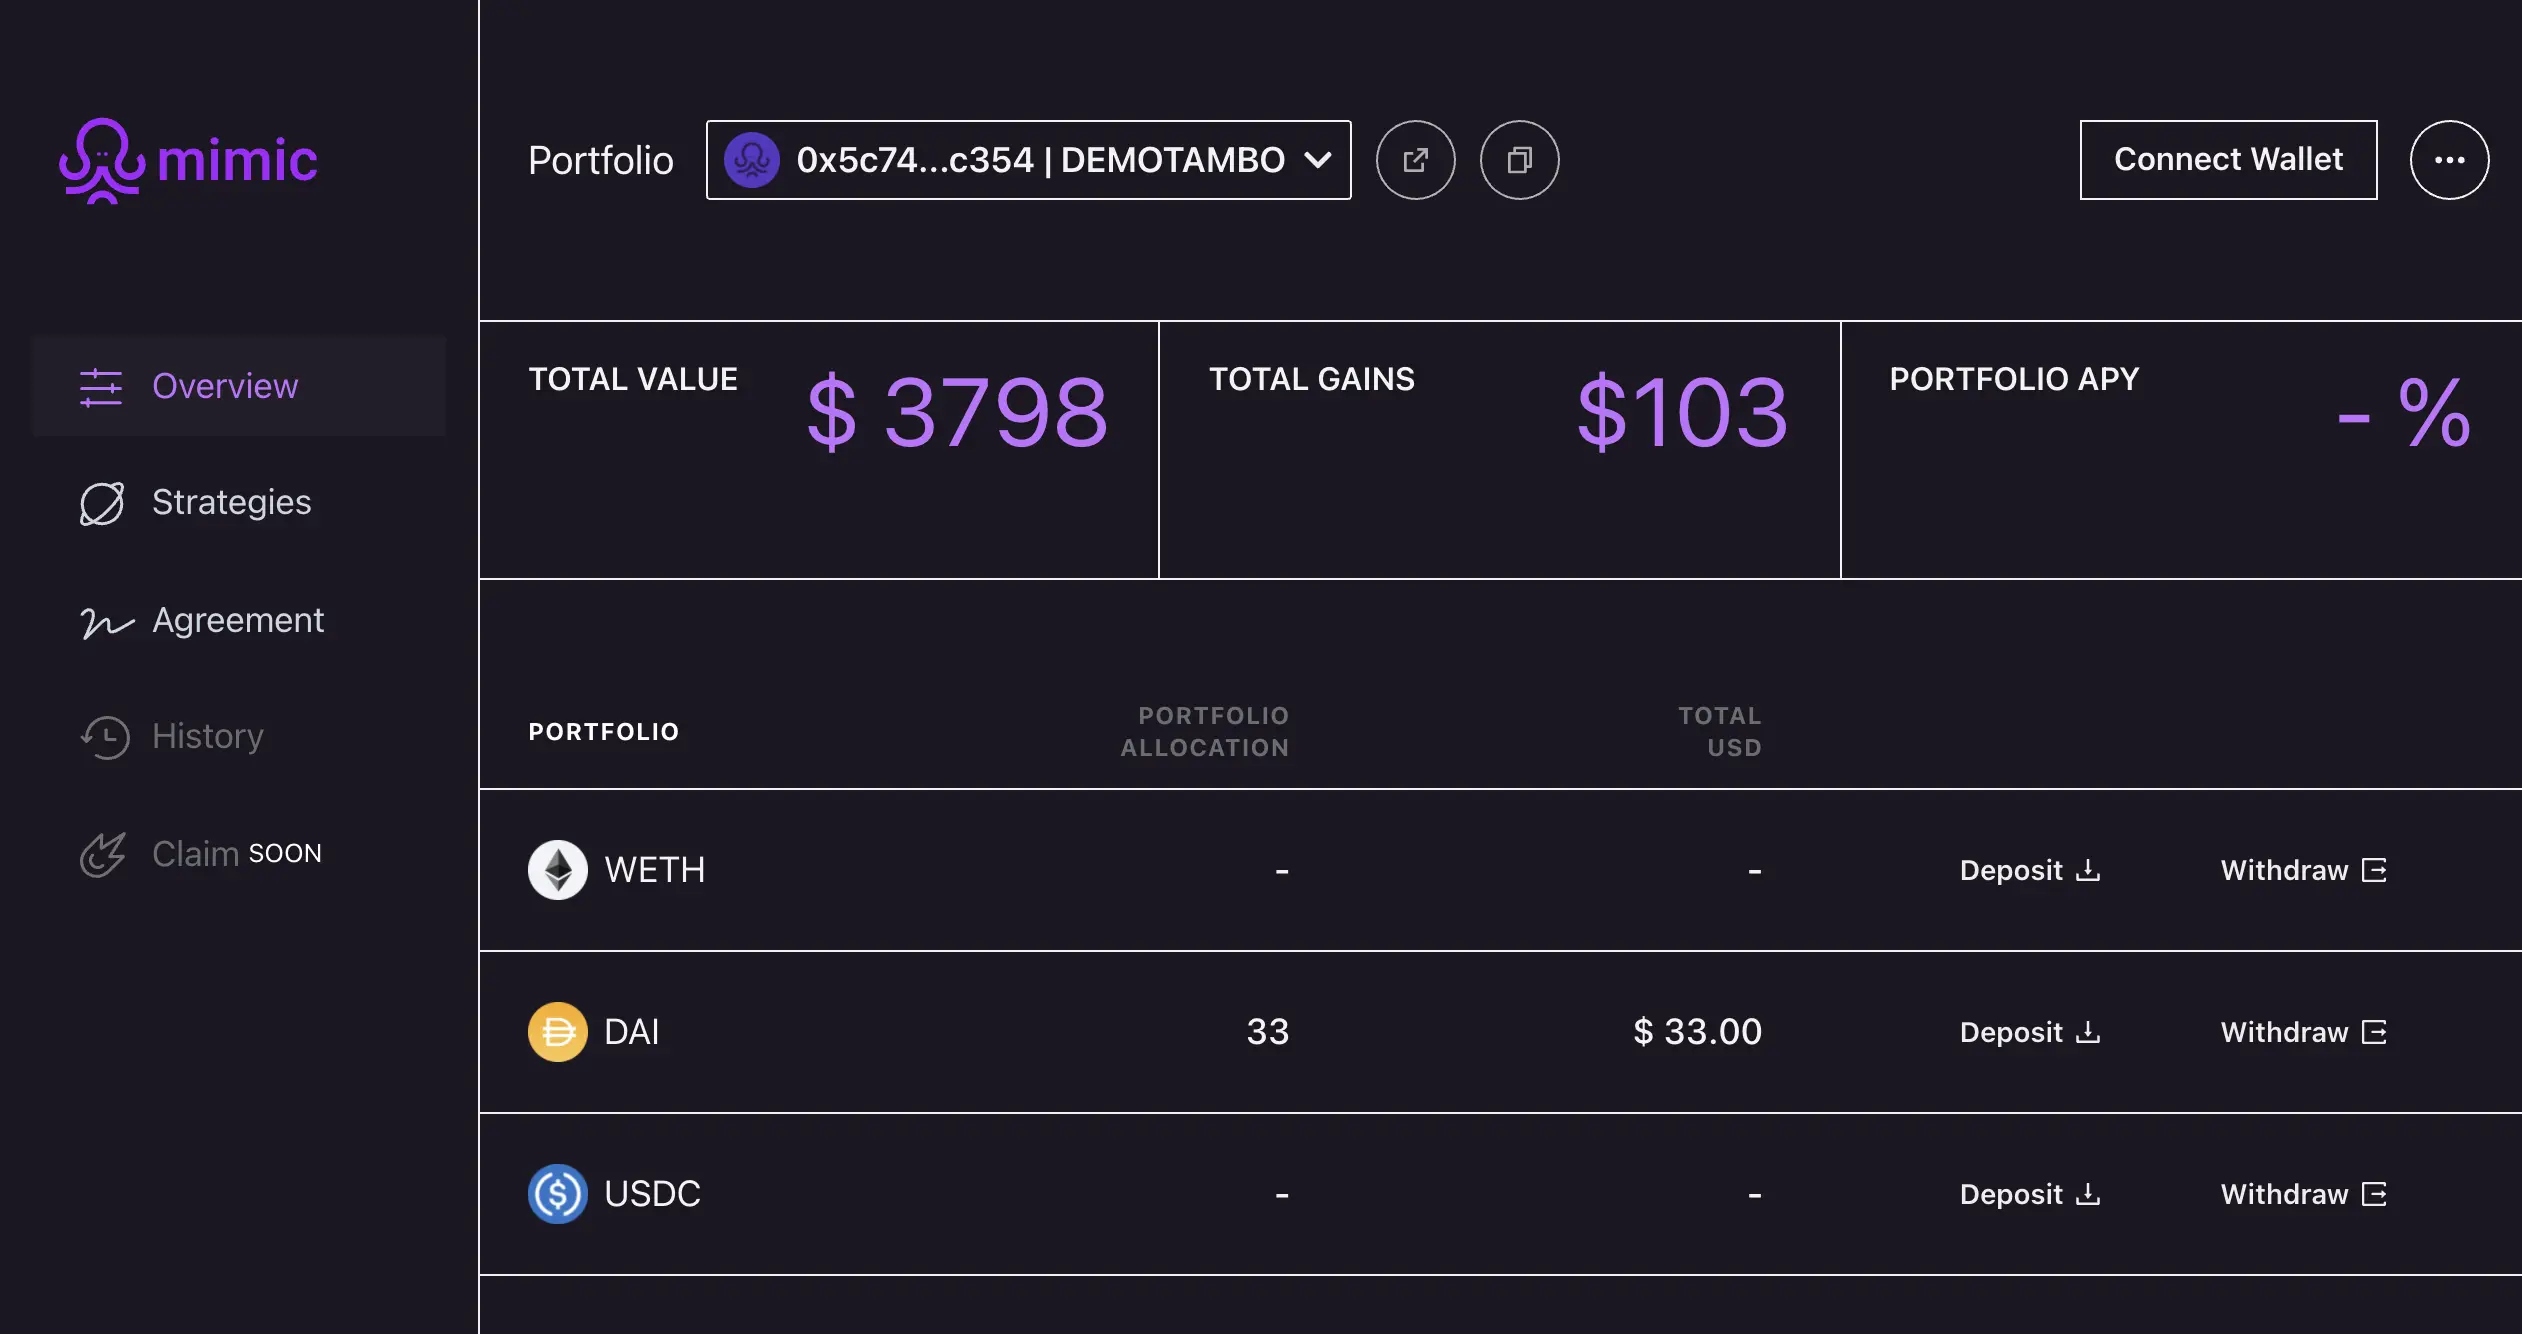 mimic
Portfolio
0x5c74...c354 | DEMOTAMBO
Connect Wallet
Overview
Strategies
Agreement
History
Claim SOON
TOTAL VALUE
$ 3798
TOTAL GAINS
$103
PORTFOLIO APY
- %
PORTFOLIO
PORTFOLIO
ALLOCATION
TOTAL
USD
WETH - - Deposit Withdraw
DAI 33 $ 33.00 Deposit Withdraw
USDC - - Deposit Withdraw